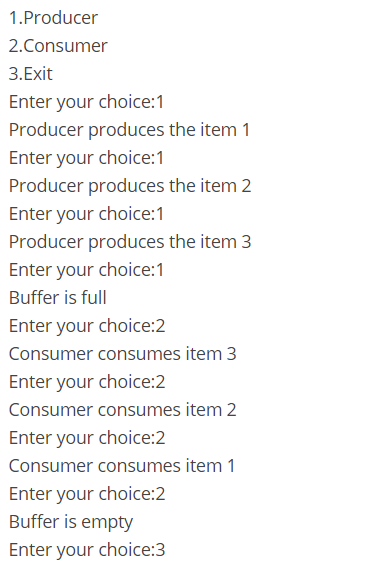 1.Producer
2.Consumer
3.Exit
Enter your choice:1
Producer produces the item 1
Enter your choice:1
Producer produces the item 2
Enter your choice:1
Producer produces the item 3
Enter your choice:1
Buffer is full
Enter your choice:2
Consumer consumes item 3
Enter your choice:2
Consumer consumes item 2
Enter your choice:2
Consumer consumes item 1
Enter your choice:2
Buffer is empty
Enter your choice:3